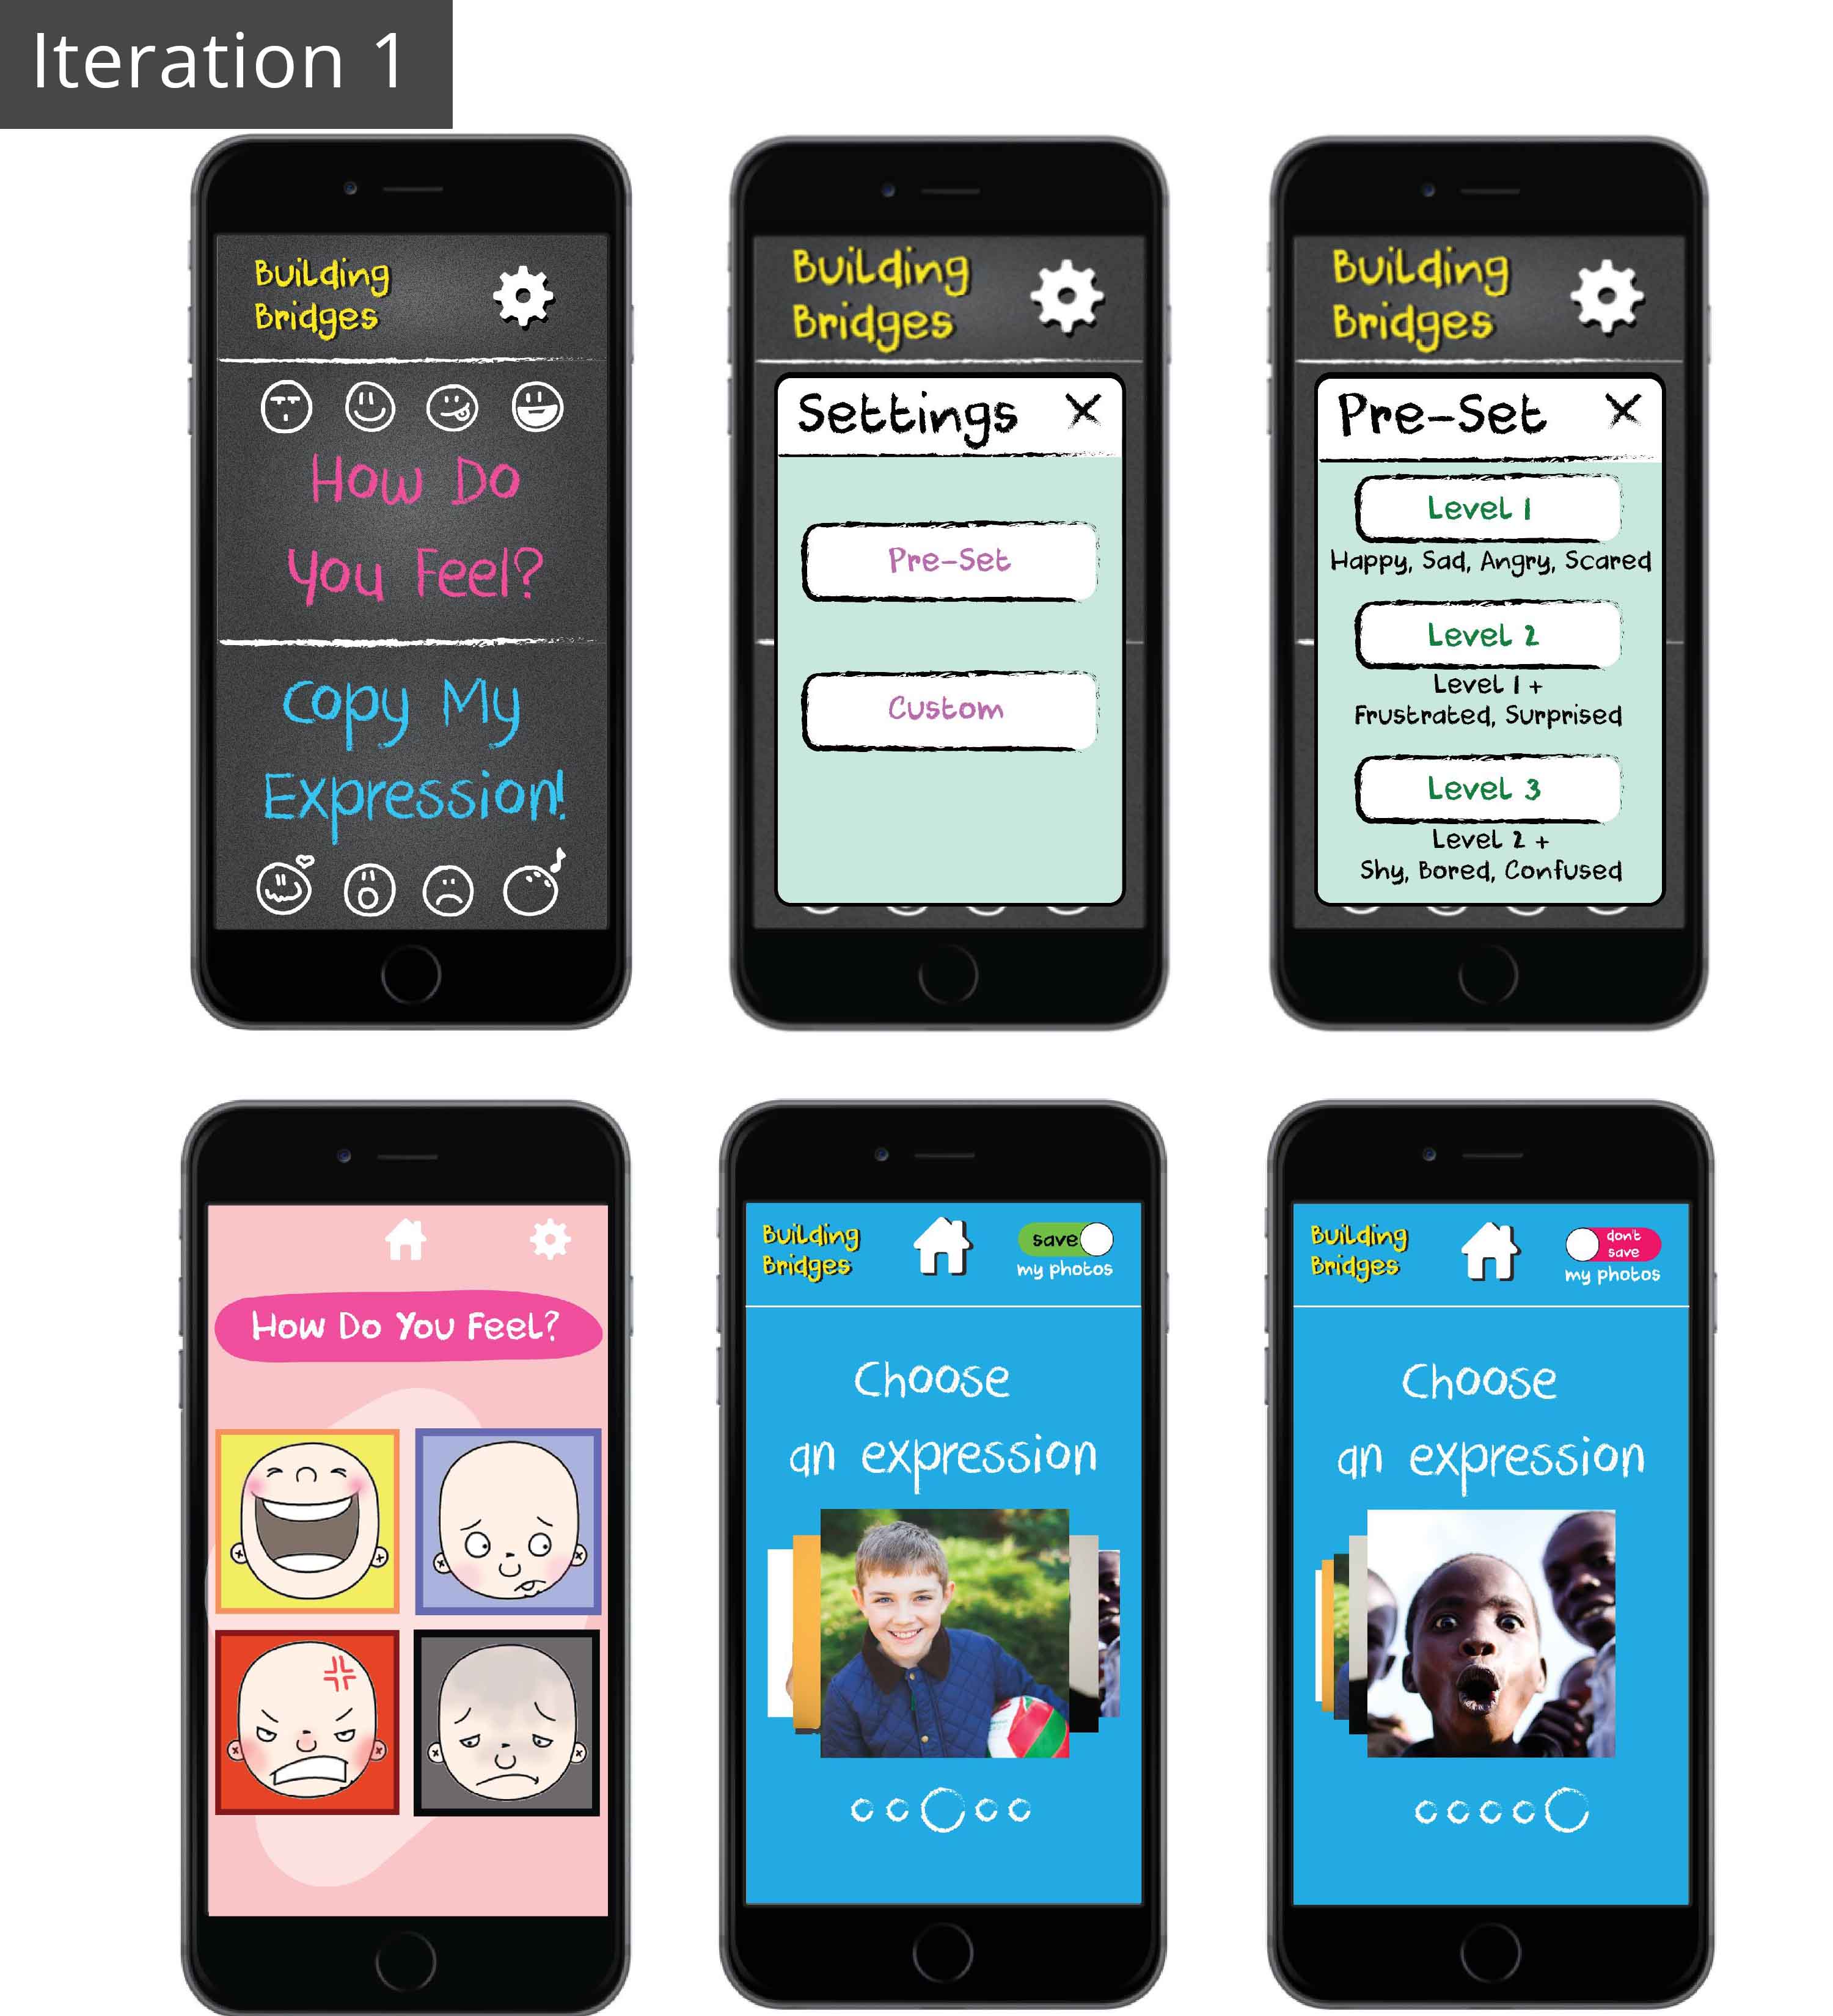 Iteration 1
Building
Bridges
How Do
You Feel?
Copy My
Expression!
Building
Bridges
Settings X
Pre-Set
Custom
Building
Bridges
Pre-Set X
Level 1
Happy, Sad, Angry, Scared
Level 2
Level 1 +
Frustrated, Surprised
Level 3
Level 2 +
Shy, Bored, Confused
How Do You Feel?
Building
Bridges
save
my photos
Choose
an expression
Building
Bridges
don't
save
my photos
Choose
an expression